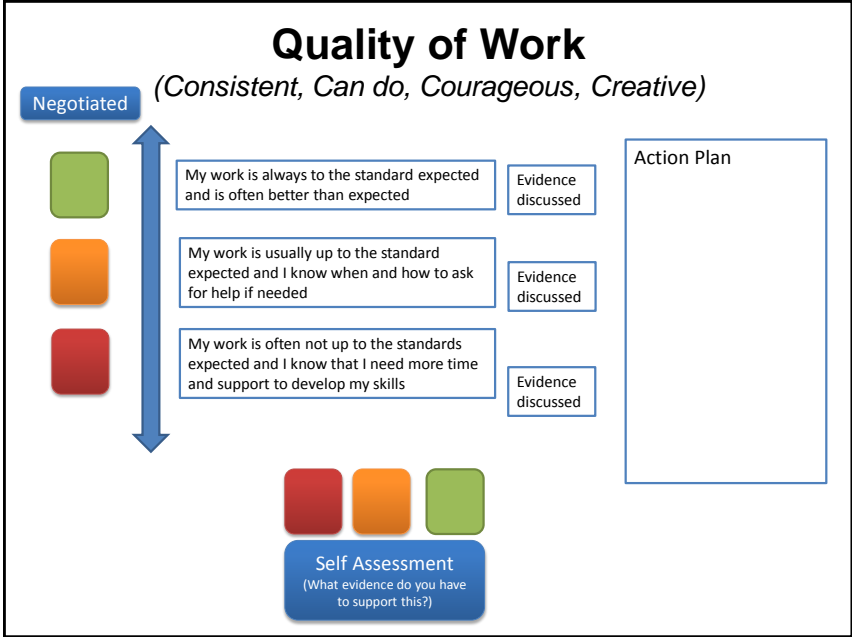 Quality of Work
(Consistent, Can do, Courageous, Creative)
Negotiated
My work is always to the standard expected
and is often better than expected
Evidence
discussed
My work is usually up to the standard
expected and I know when and how to ask
for help if needed
Evidence
discussed
My work is often not up to the standards
expected and I know that I need more time
and support to develop my skills
Evidence
discussed
Action Plan
Self Assessment
(What evidence do you have
to support this?)